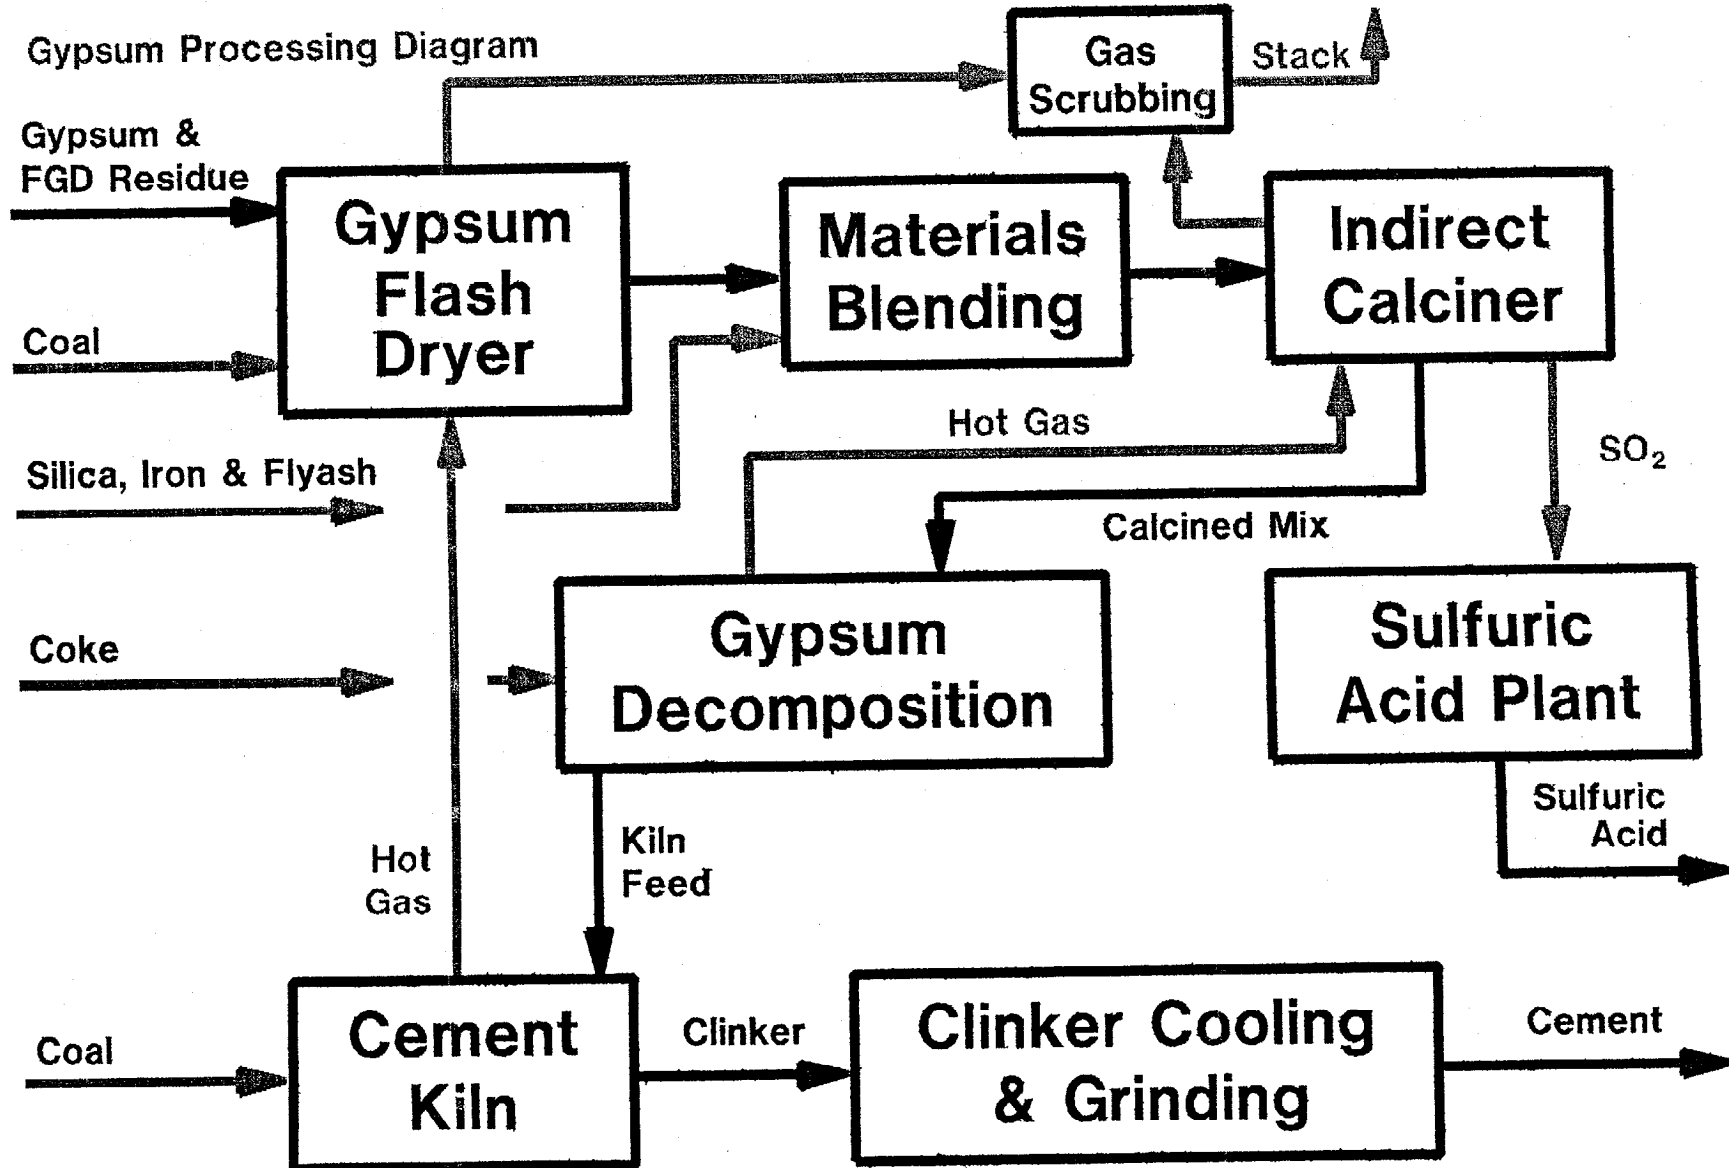 Gypsum Processing Diagram
Gas
Scrubbing
Stack
Gypsum &
FGD Residue
Gypsum
Flash
Dryer
Materials
Blending
Indirect
Calciner
Coal
Hot Gas
SO₂
Silica, Iron & Flyash
Calcined Mix
Gypsum
Decomposition
Sulfuric
Acid Plant
Coke
Sulfuric
Acid
Kiln
Feed
Hot
Gas
Cement
Kiln
Clinker
Clinker Cooling
& Grinding
Cement
Coal